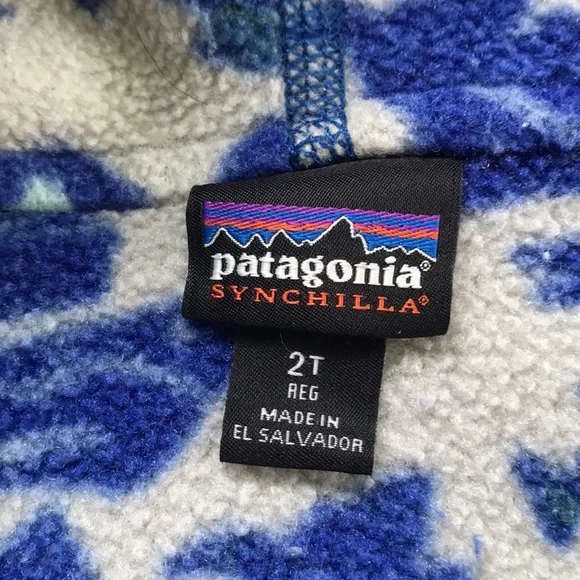 patagonia®
SYNCHILLA®
2T
REG
MADE IN
EL SALVADOR